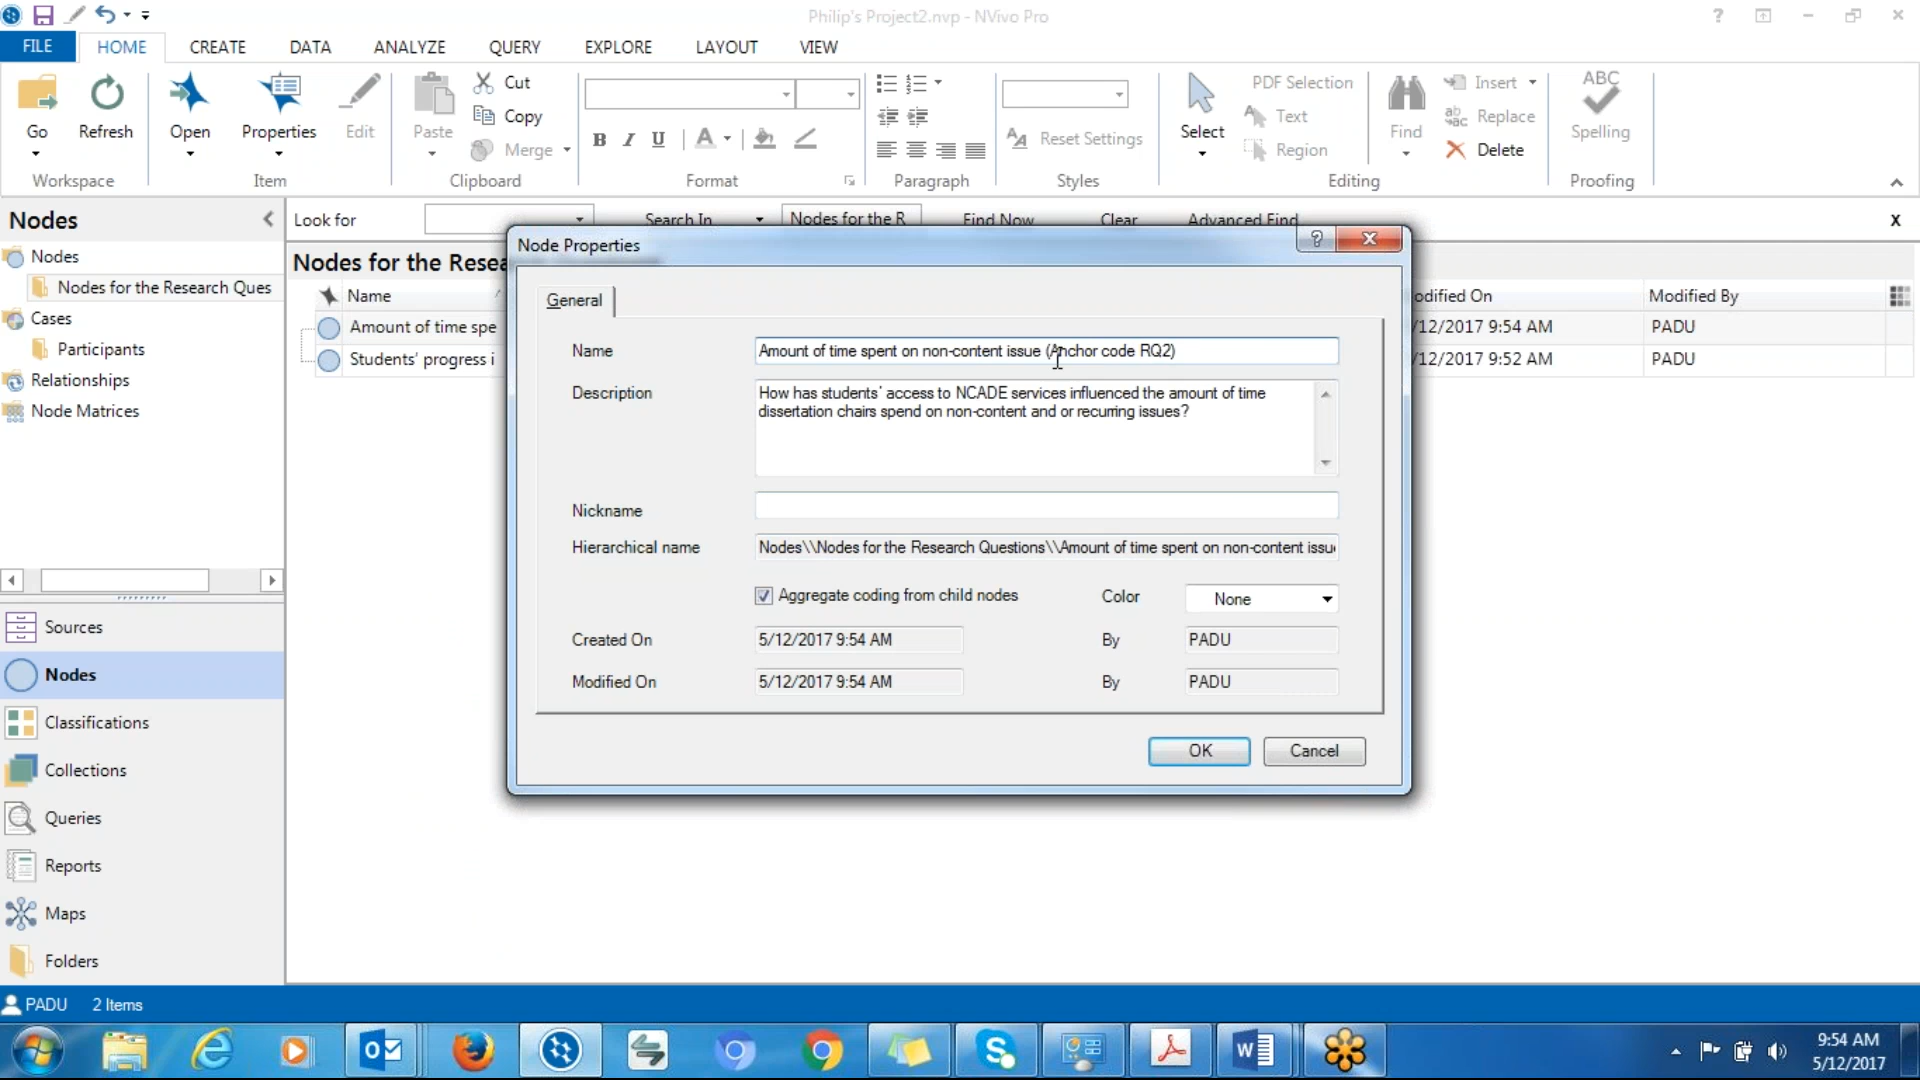 Philip's Project2.nvp - NVivo Pro
?
FILE HOME CREATE DATA ANALYZE QUERY EXPLORE LAYOUT VIEW
Go Refresh Open Properties Edit Paste Cut Copy Merge
B I U A
Reset Settings
Select PDF Selection Text Region
Find Insert Replace Delete
ABC Spelling
Workspace Item Clipboard Format Paragraph Styles Editing Proofing
Nodes
Look for Search In Nodes for the R Find Now Clear Advanced Find X
Nodes
Nodes for the Research Ques
Cases
Participants
Relationships
Node Matrices
Sources
Nodes
Classifications
Collections
Queries
Reports
Maps
Folders
Nodes for the Resea
Name odified On Modified By
Amount of time spe /12/2017 9:54 AM PADU
Students' progress i /12/2017 9:52 AM PADU
Node Properties
General
Name Amount of time spent on non-content issue (Anchor code RQ2)
Description How has students' access to NCADE services influenced the amount of time
dissertation chairs spend on non-content and or recurring issues?
Nickname
Hierarchical name Nodes\\Nodes for the Research Questions\\Amount of time spent on non-content issu
Aggregate coding from child nodes Color None
Created On 5/12/2017 9:54 AM By PADU
Modified On 5/12/2017 9:54 AM By PADU
OK Cancel
PADU 2 Items
9:54 AM
5/12/2017